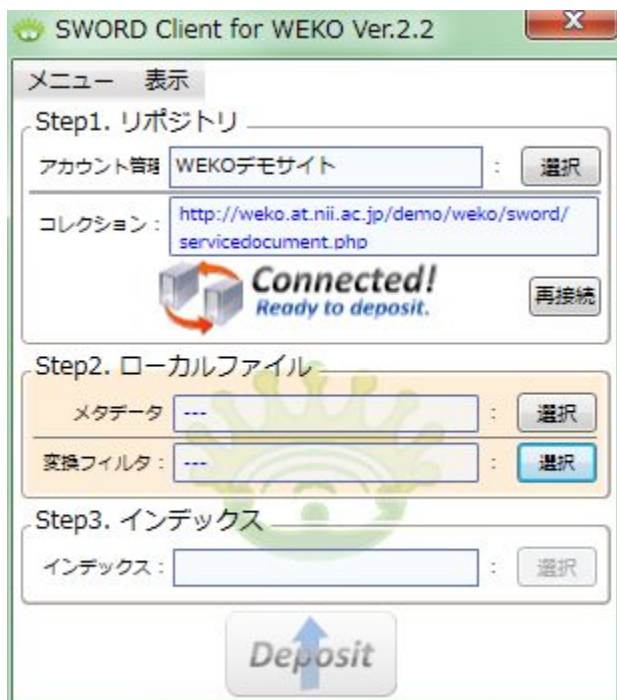 SWORD Client for WEKO Ver.2.2
メニュー 表示
Step1. リポジトリ
アカウント管理 WEKOデモサイト : 選択
コレクション : http://weko.at.nii.ac.jp/demo/weko/sword/
servicedocument.php
Connected!
Ready to deposit.
再接続
Step2. ローカルファイル
メタデータ --- : 選択
変換フィルタ : --- : 選択
Step3. インデックス
インデックス : : 選択
Deposit